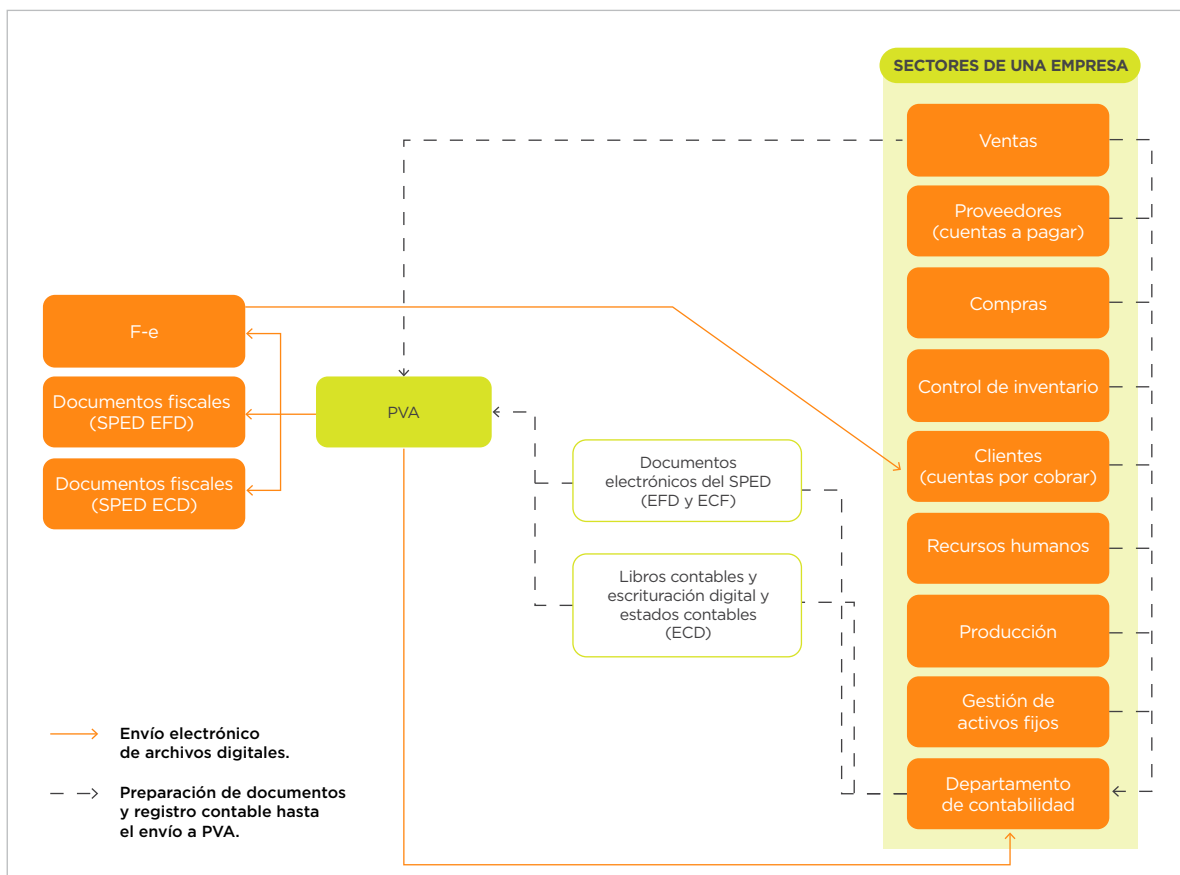 SECTORES DE UNA EMPRESA
Ventas
Proveedores
(cuentas a pagar)
Compras
Control de inventario
Clientes
(cuentas por cobrar)
Recursos humanos
Producción
Gestión de
activos fijos
Departamento
de contabilidad
F-e
Documentos fiscales
(SPED EFD)
Documentos fiscales
(SPED ECD)
PVA
Documentos
electrónicos del SPED
(EFD y ECF)
Libros contables y
escrituración digital y
estados contables
(ECD)
Envío electrónico
de archivos digitales.
Preparación de documentos
y registro contable hasta
el envío a PVA.